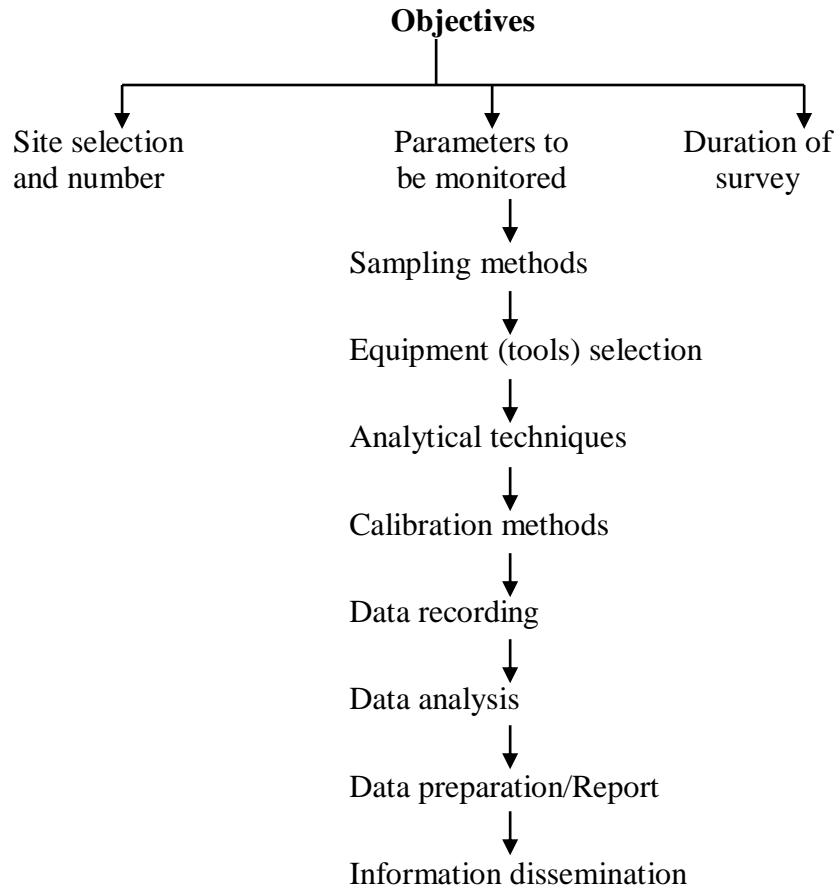 Objectives
Site selection
and number
Parameters to
be monitored
Duration of
survey
Sampling methods
Equipment (tools) selection
Analytical techniques
Calibration methods
Data recording
Data analysis
Data preparation/Report
Information dissemination